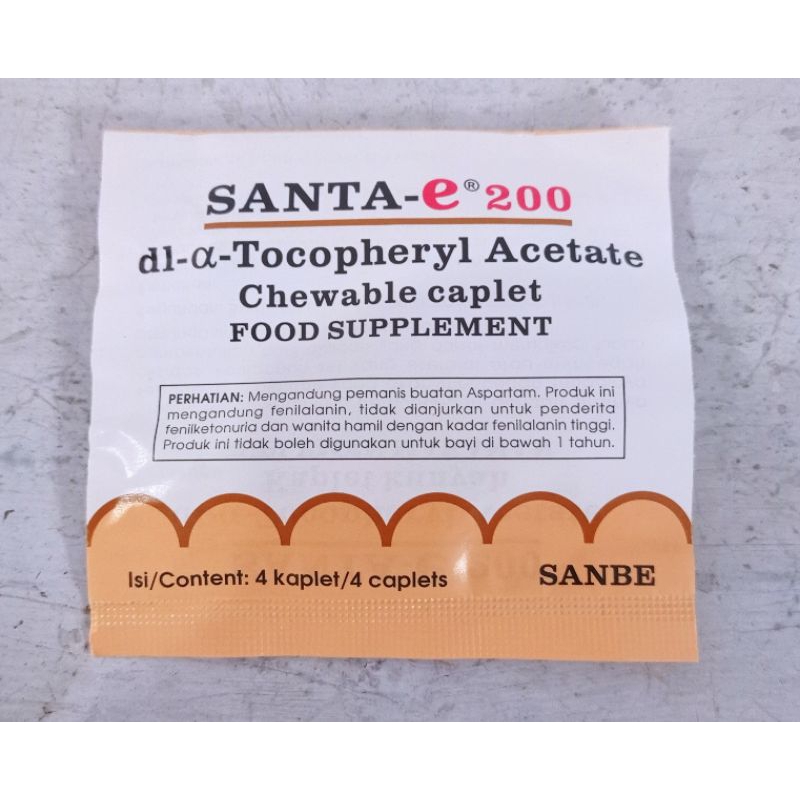 SANTA-e® 200
dl-α-Tocopheryl Acetate
Chewable caplet
FOOD SUPPLEMENT
PERHATIAN: Mengandung pemanis buatan Aspartam. Produk ini
mengandung fenilalanin, tidak dianjurkan untuk penderita
fenilketonuria dan wanita hamil dengan kadar fenilalanin tinggi.
Produk ini tidak boleh digunakan untuk bayi di bawah 1 tahun.
Isi/Content: 4 kaplet/4 caplets
SANBE